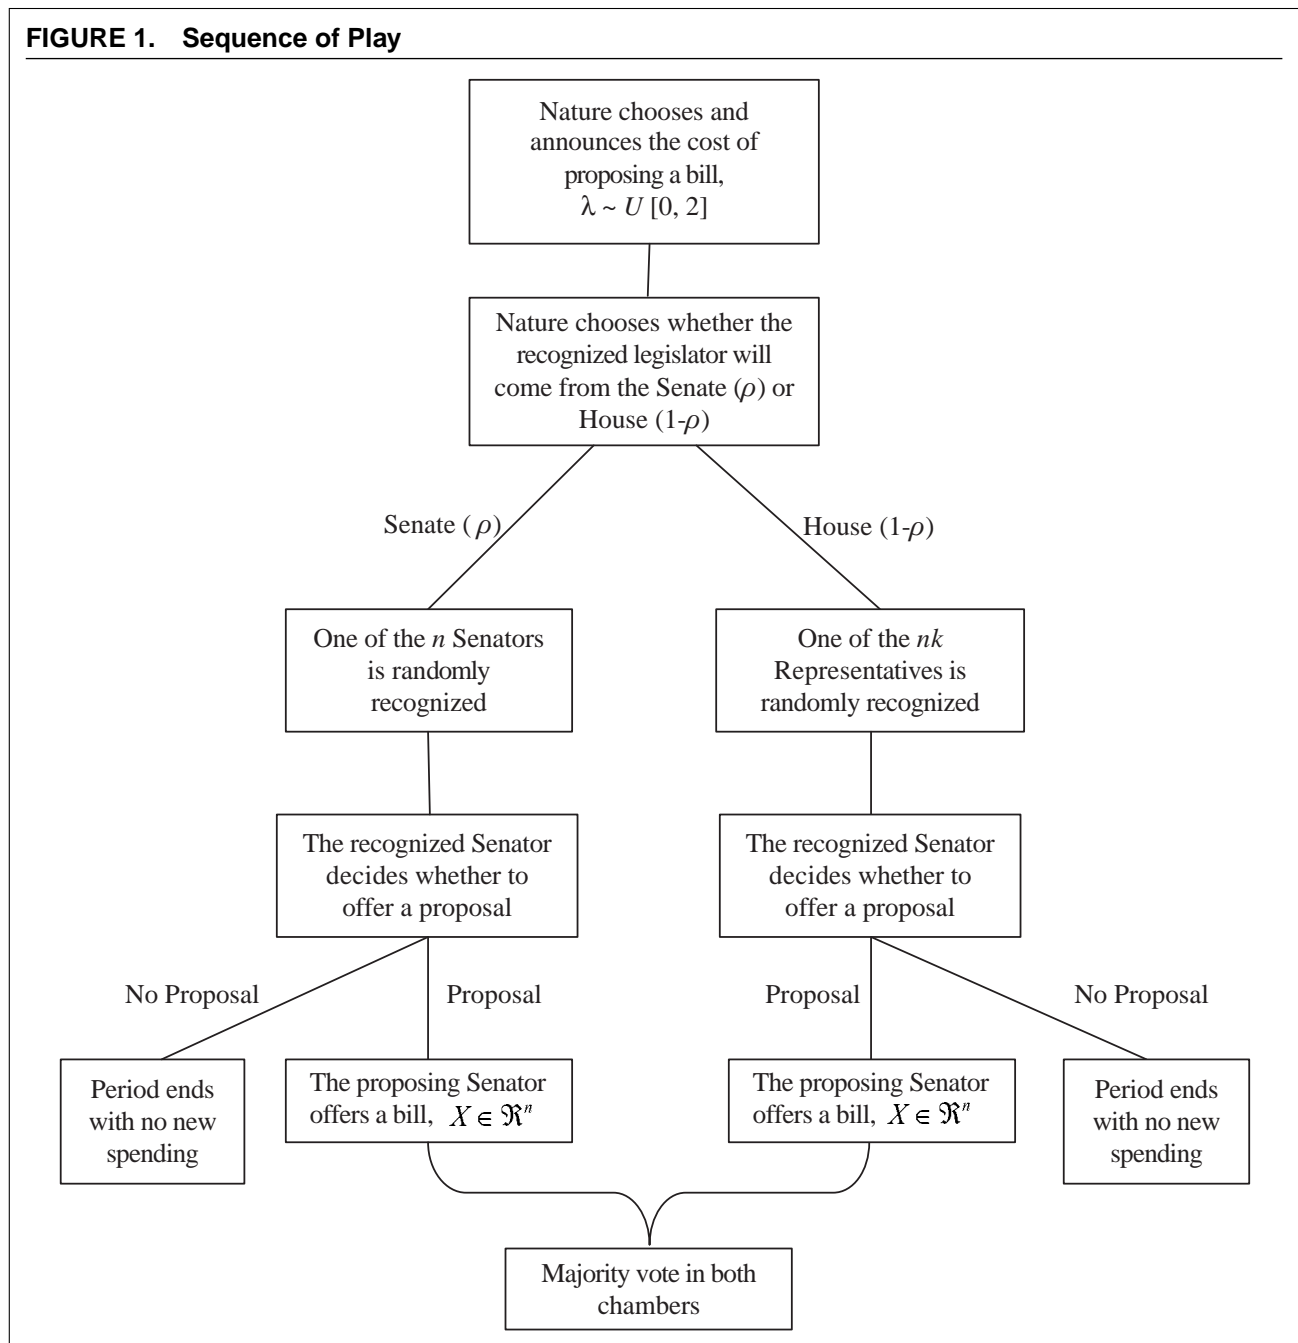 FIGURE 1. Sequence of Play
Nature chooses and
announces the cost of
proposing a bill,
λ ~ U [0, 2]
Nature chooses whether the
recognized legislator will
come from the Senate (ρ) or
House (1-ρ)
Senate (ρ)
House (1-ρ)
One of the n Senators
is randomly
recognized
One of the nk
Representatives is
randomly recognized
The recognized Senator
decides whether to
offer a proposal
The recognized Senator
decides whether to
offer a proposal
No Proposal
Proposal
Proposal
No Proposal
Period ends
with no new
spending
The proposing Senator
offers a bill, X ∈ ℜⁿ
The proposing Senator
offers a bill, X ∈ ℜⁿ
Period ends
with no new
spending
Majority vote in both
chambers